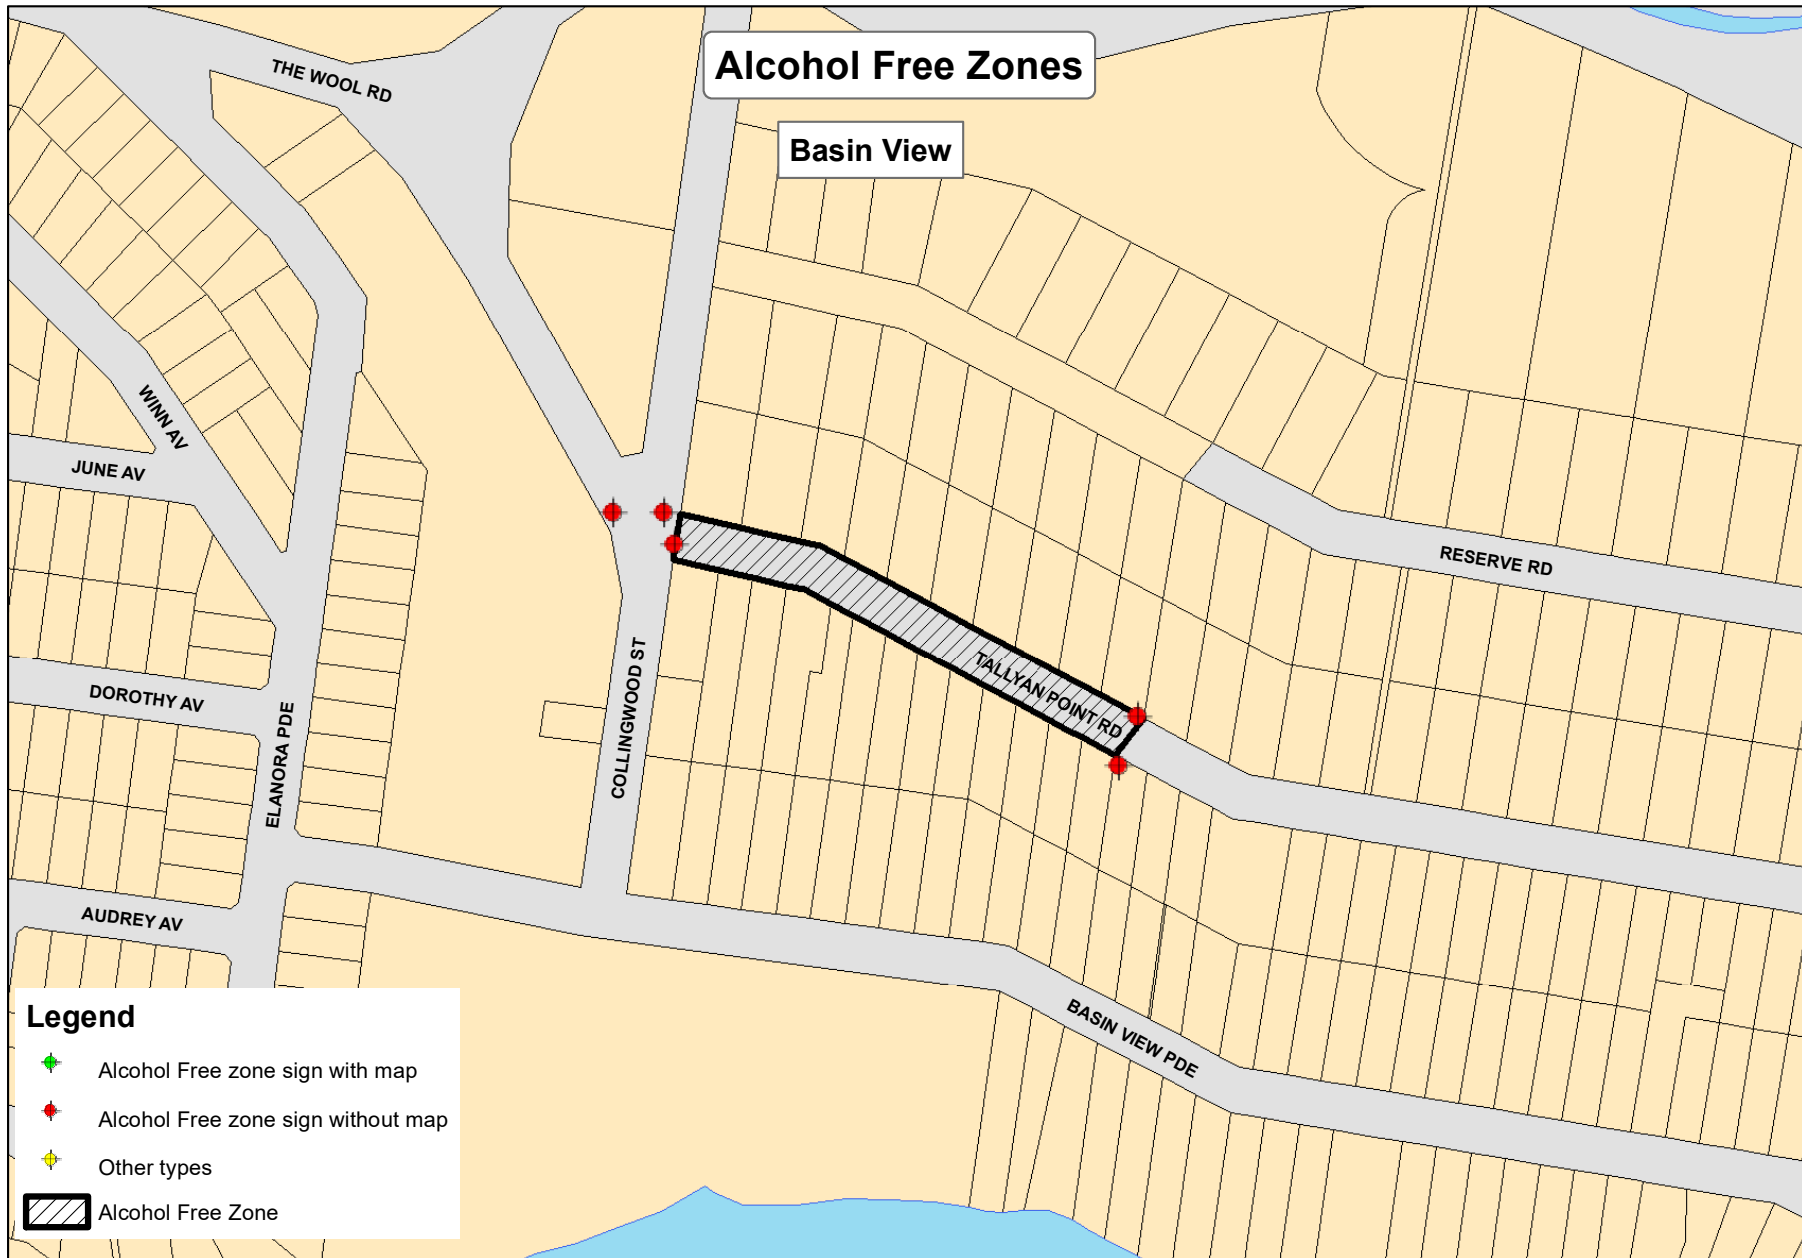 Alcohol Free Zones
Basin View
THE WOOL RD
WINN AV
JUNE AV
RESERVE RD
TALLYAN POINT RD
COLLINGWOOD ST
DOROTHY AV
ELANORA PDE
AUDREY AV
BASIN VIEW PDE
Legend
Alcohol Free zone sign with map
Alcohol Free zone sign without map
Other types
Alcohol Free Zone